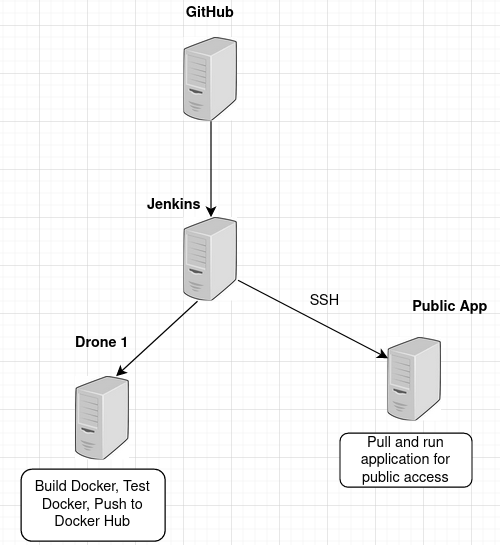 GitHub
Jenkins
SSH
Public App
Drone 1
Pull and run
application for
public access
Build Docker, Test
Docker, Push to
Docker Hub